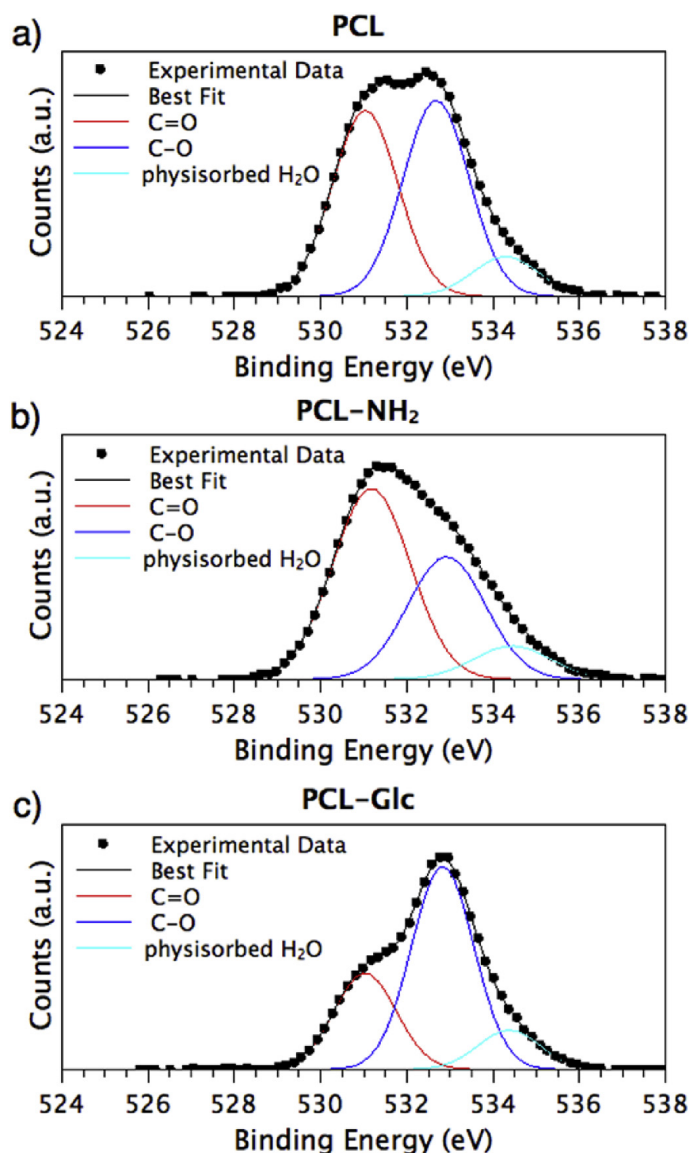 a)
PCL
Experimental Data
Best Fit
C=O
C-O
physisorbed H₂O
Counts (a.u.)
524 526 528 530 532 534 536 538
Binding Energy (eV)
b)
PCL-NH₂
Experimental Data
Best Fit
C=O
C-O
physisorbed H₂O
Counts (a.u.)
524 526 528 530 532 534 536 538
Binding Energy (eV)
c)
PCL-Glc
Experimental Data
Best Fit
C=O
C-O
physisorbed H₂O
Counts (a.u.)
524 526 528 530 532 534 536 538
Binding Energy (eV)